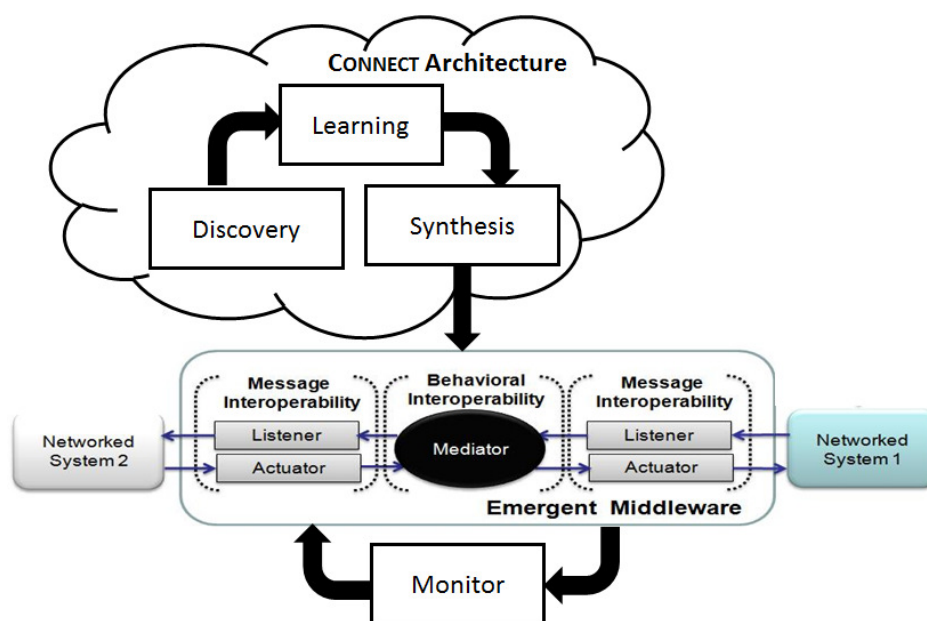 CONNECT Architecture
Learning
Discovery
Synthesis
Message
Interoperability
Behavioral
Interoperability
Message
Interoperability
Networked
System 2
Listener
Actuator
Mediator
Listener
Actuator
Networked
System 1
Emergent Middleware
Monitor